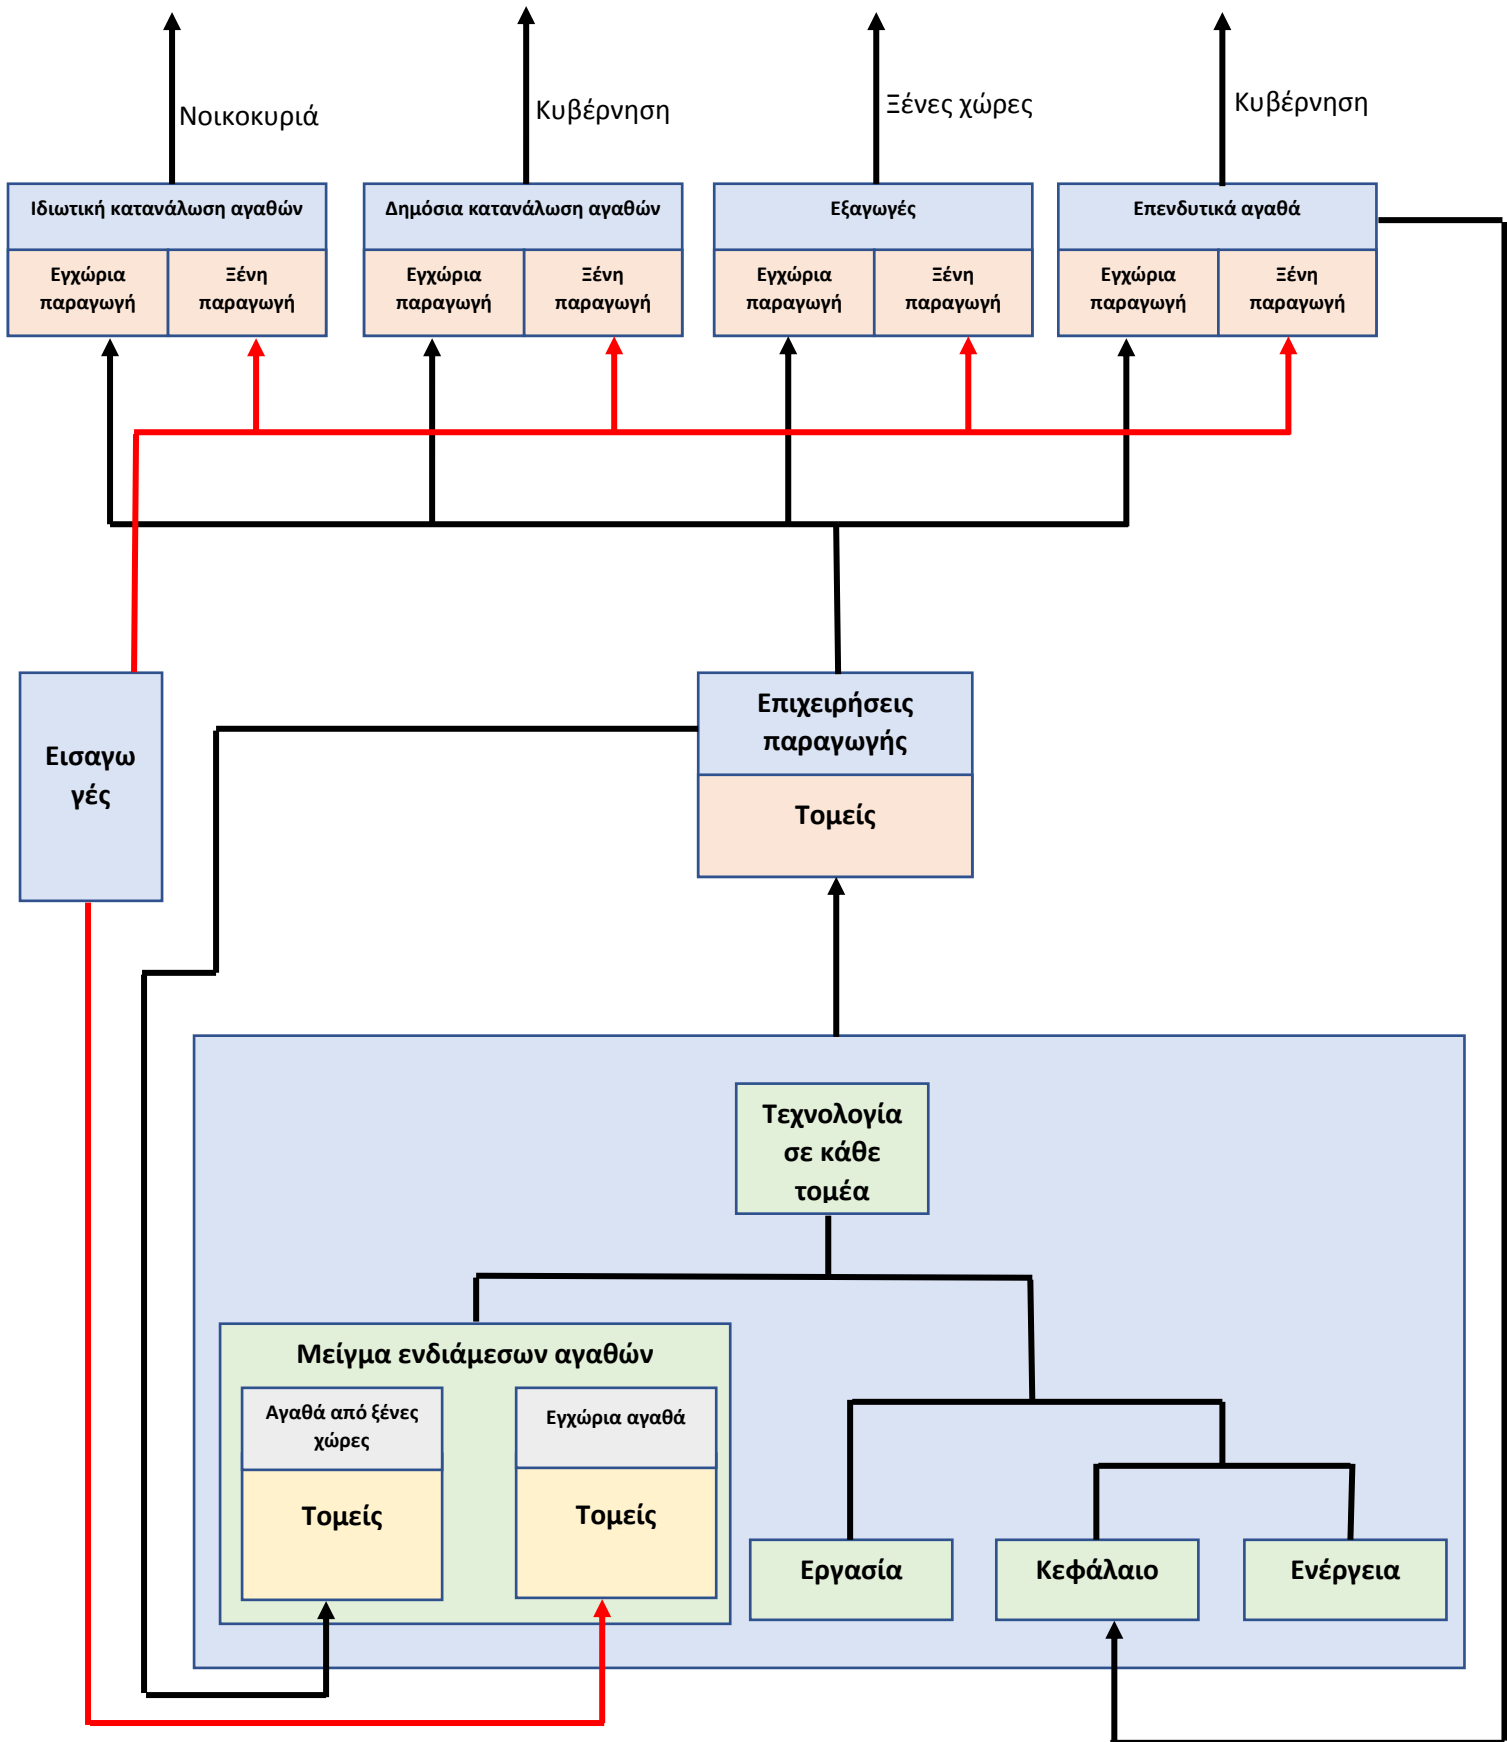 Νοικοκυριά
Κυβέρνηση
Ξένες χώρες
Κυβέρνηση
Ιδιωτική κατανάλωση αγαθών
Εγχώρια
παραγωγή
Ξένη
παραγωγή
Δημόσια κατανάλωση αγαθών
Εγχώρια
παραγωγή
Ξένη
παραγωγή
Εξαγωγές
Εγχώρια
παραγωγή
Ξένη
παραγωγή
Επενδυτικά αγαθά
Εγχώρια
παραγωγή
Ξένη
παραγωγή
Εισαγω
γές
Επιχειρήσεις
παραγωγής
Τομείς
Τεχνολογία
σε κάθε
τομέα
Μείγμα ενδιάμεσων αγαθών
Αγαθά από ξένες
χώρες
Τομείς
Εγχώρια αγαθά
Τομείς
Εργασία
Κεφάλαιο
Ενέργεια